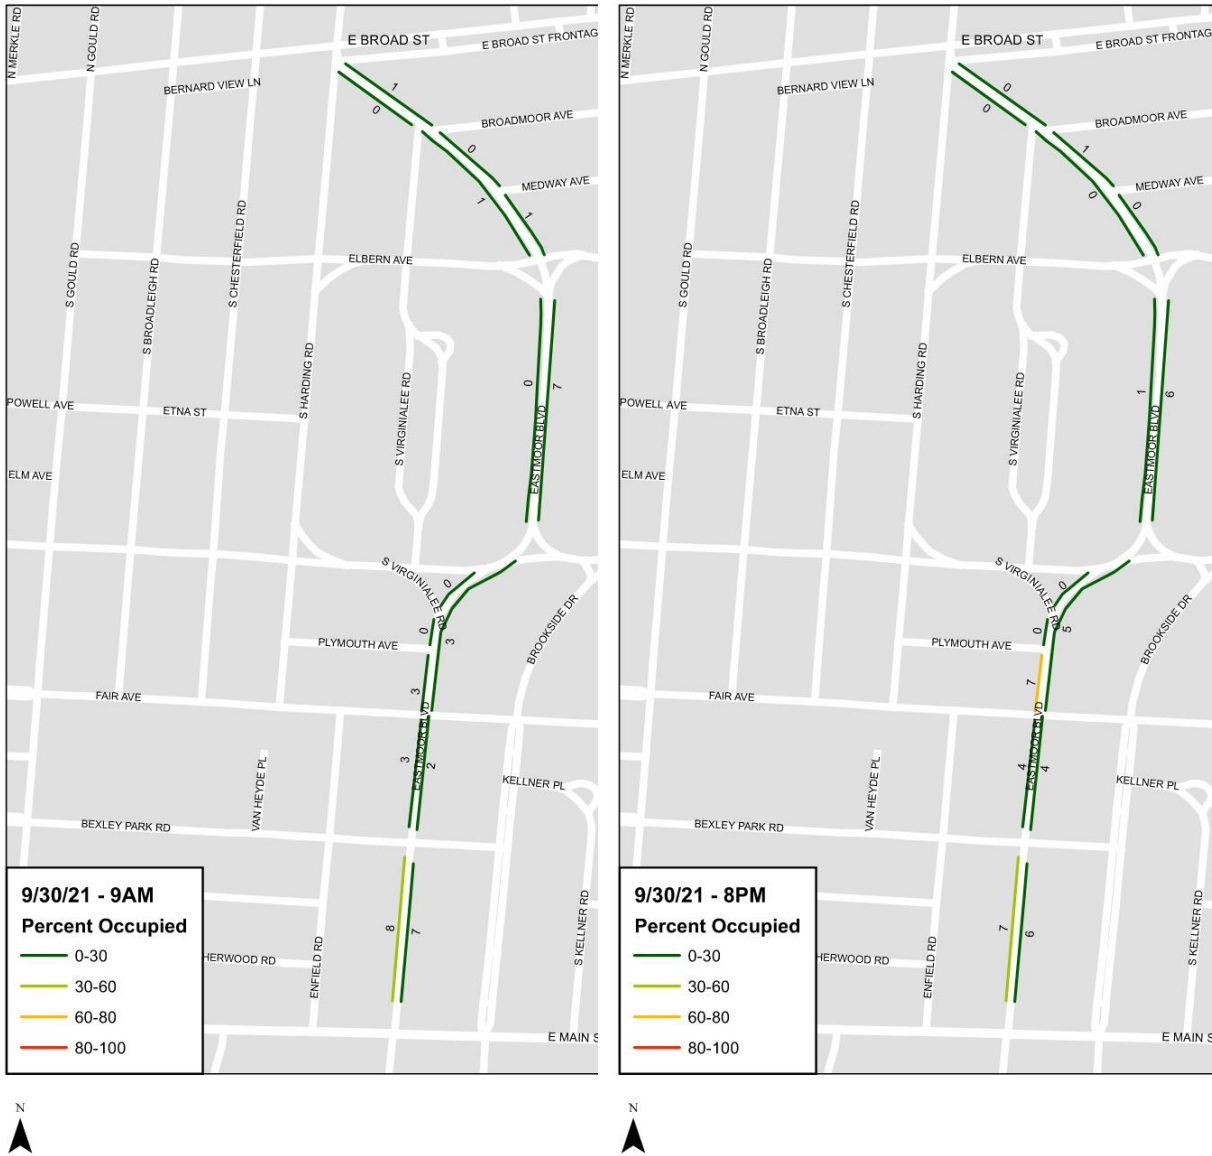 N MERKLE RD
N GOULD RD
E BROAD ST
E BROAD ST FRONTAG
BERNARD VIEW LN
1
0
BROADMOOR AVE
0
MEDWAY AVE
1
1
S CHESTERFIELD RD
S GOULD RD
S BROADLEIGH RD
ELBERN AVE
S HARDING RD
S VIRGINIALEE RD
0
7
POWELL AVE
ETNA ST
EASTMOOR BLVD
ELM AVE
S VIRGINIALEE RD
0
0
3
PLYMOUTH AVE
BROOKSIDE DR
3
FAIR AVE
EASTMOOR BLVD
3
2
VAN HEYDE PL
KELLNER PL
BEXLEY PARK RD
8
7
S KELLNER RD
ENFIELD RD
HERWOOD RD
E MAIN S
9/30/21 - 9AM
Percent Occupied
0-30
30-60
60-80
80-100
N
N MERKLE RD
N GOULD RD
E BROAD ST
E BROAD ST FRONTAG
BERNARD VIEW LN
0
0
BROADMOOR AVE
1
MEDWAY AVE
0
0
S CHESTERFIELD RD
S GOULD RD
S BROADLEIGH RD
ELBERN AVE
S HARDING RD
S VIRGINIALEE RD
1
6
POWELL AVE
ETNA ST
EASTMOOR BLVD
ELM AVE
S VIRGINIALEE RD
0
0
5
PLYMOUTH AVE
BROOKSIDE DR
7
FAIR AVE
EASTMOOR BLVD
4
4
VAN HEYDE PL
KELLNER PL
BEXLEY PARK RD
7
6
S KELLNER RD
ENFIELD RD
HERWOOD RD
E MAIN S
9/30/21 - 8PM
Percent Occupied
0-30
30-60
60-80
80-100
N